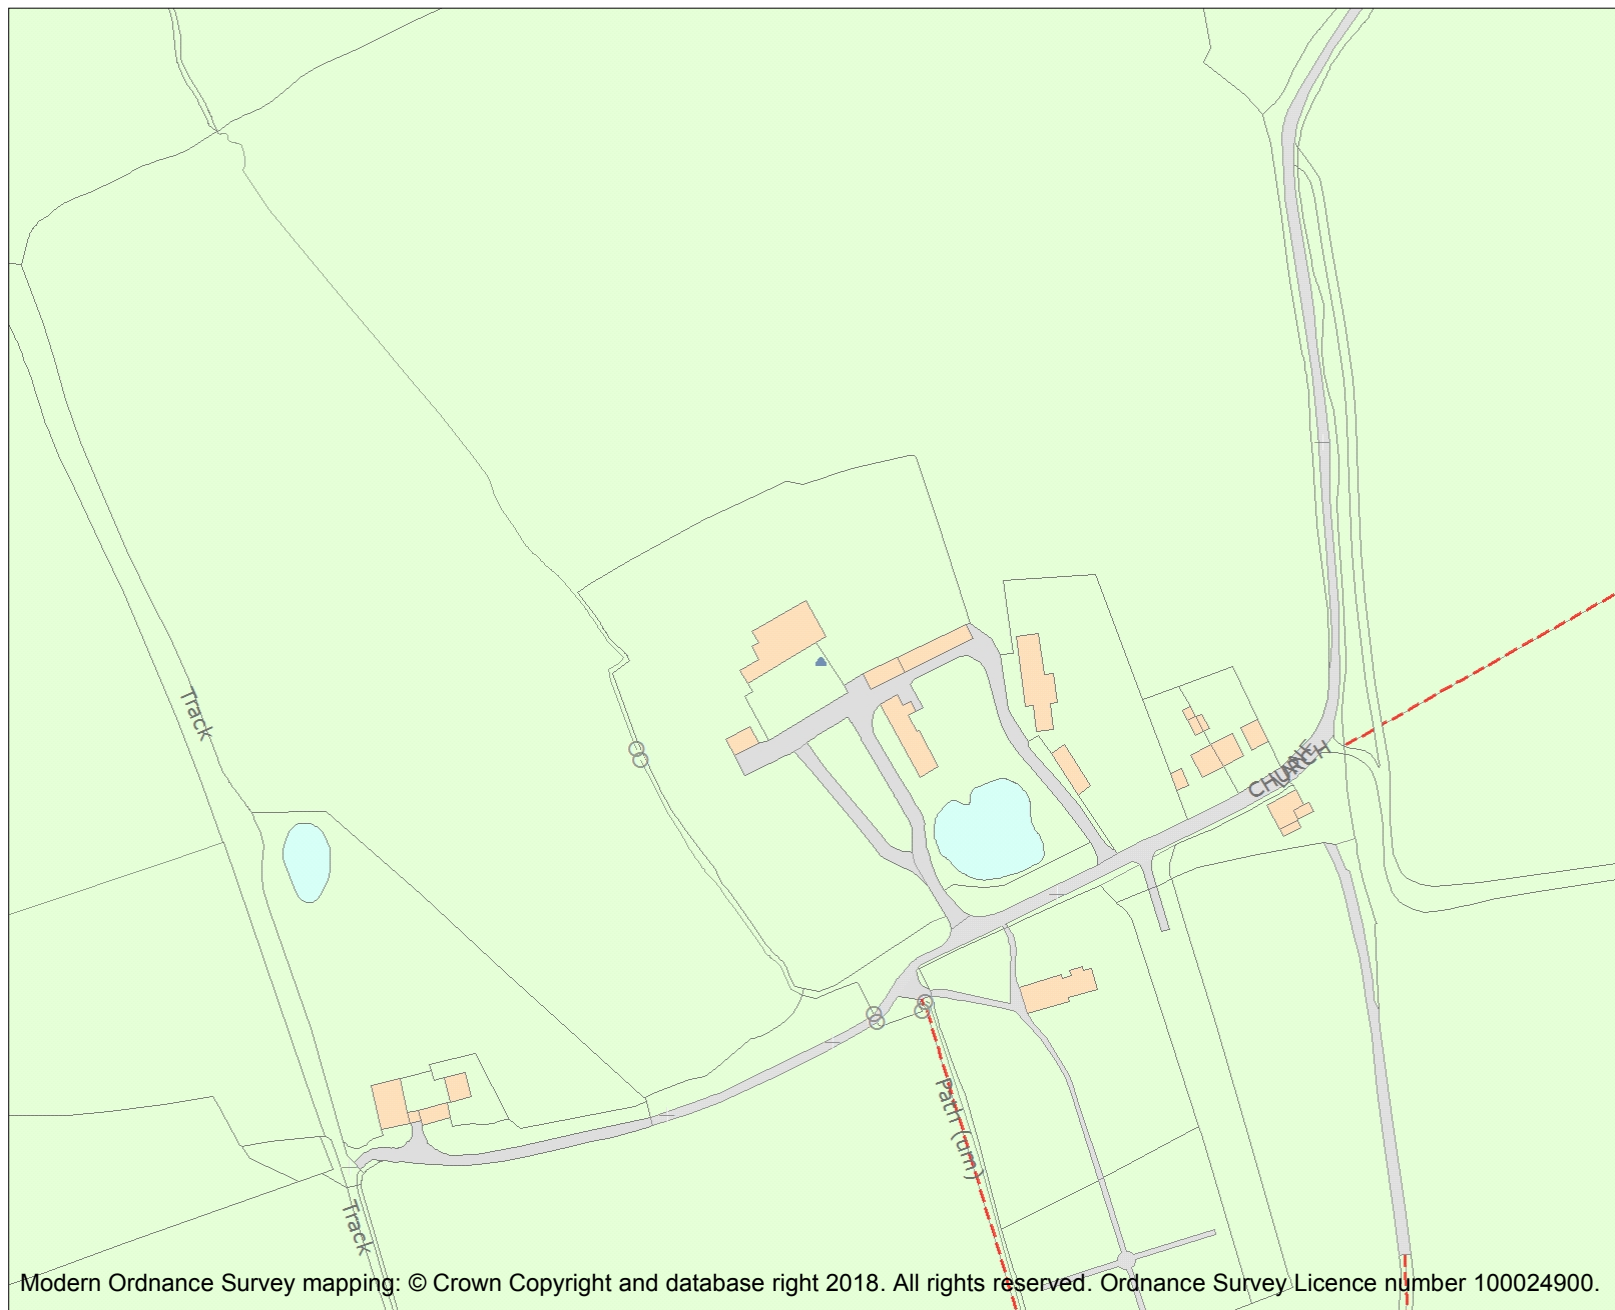 Track
CHURCH
LANE
Path (um)
Track
Modern Ordnance Survey mapping: © Crown Copyright and database right 2018. All rights reserved. Ordnance Survey Licence number 100024900.